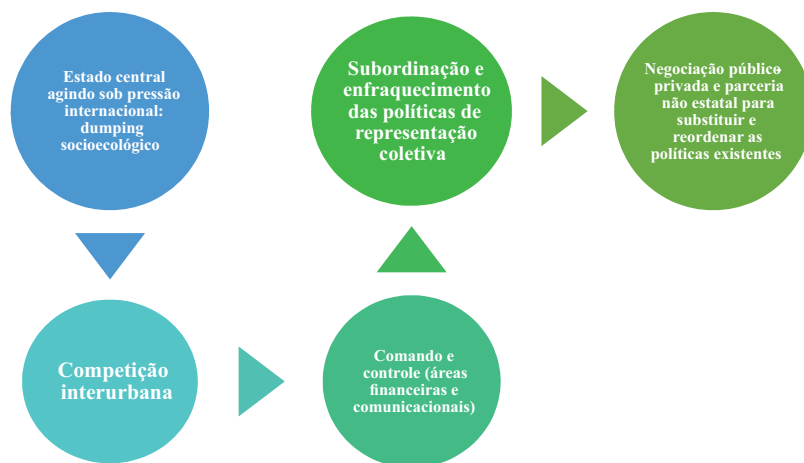 Estado central
agindo sob pressão
internacional:
dumping
socioecológico
Competição
interurbana
Comando e
controle (áreas
financeiras e
comunicacionais)
Subordinação e
enfraquecimento
das políticas de
representação
coletiva
Negociação público-
privada e parceria
não estatal para
substituir e
reordenar as
políticas existentes